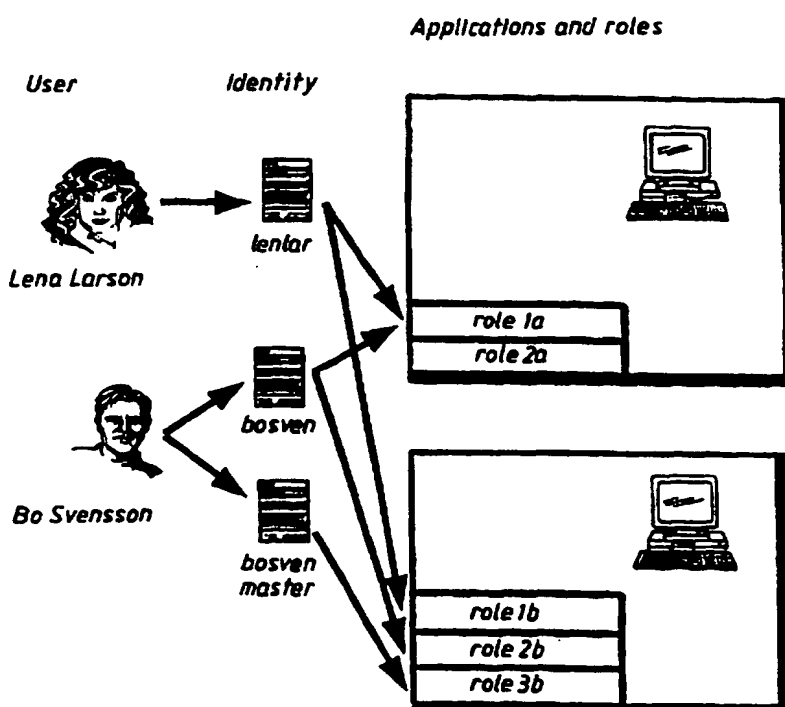 Applications and roles
User
Identity
lenlar
Lena Larson
role 1a
role 2a
bosven
Bo Svensson
bosven
master
role 1b
role 2b
role 3b